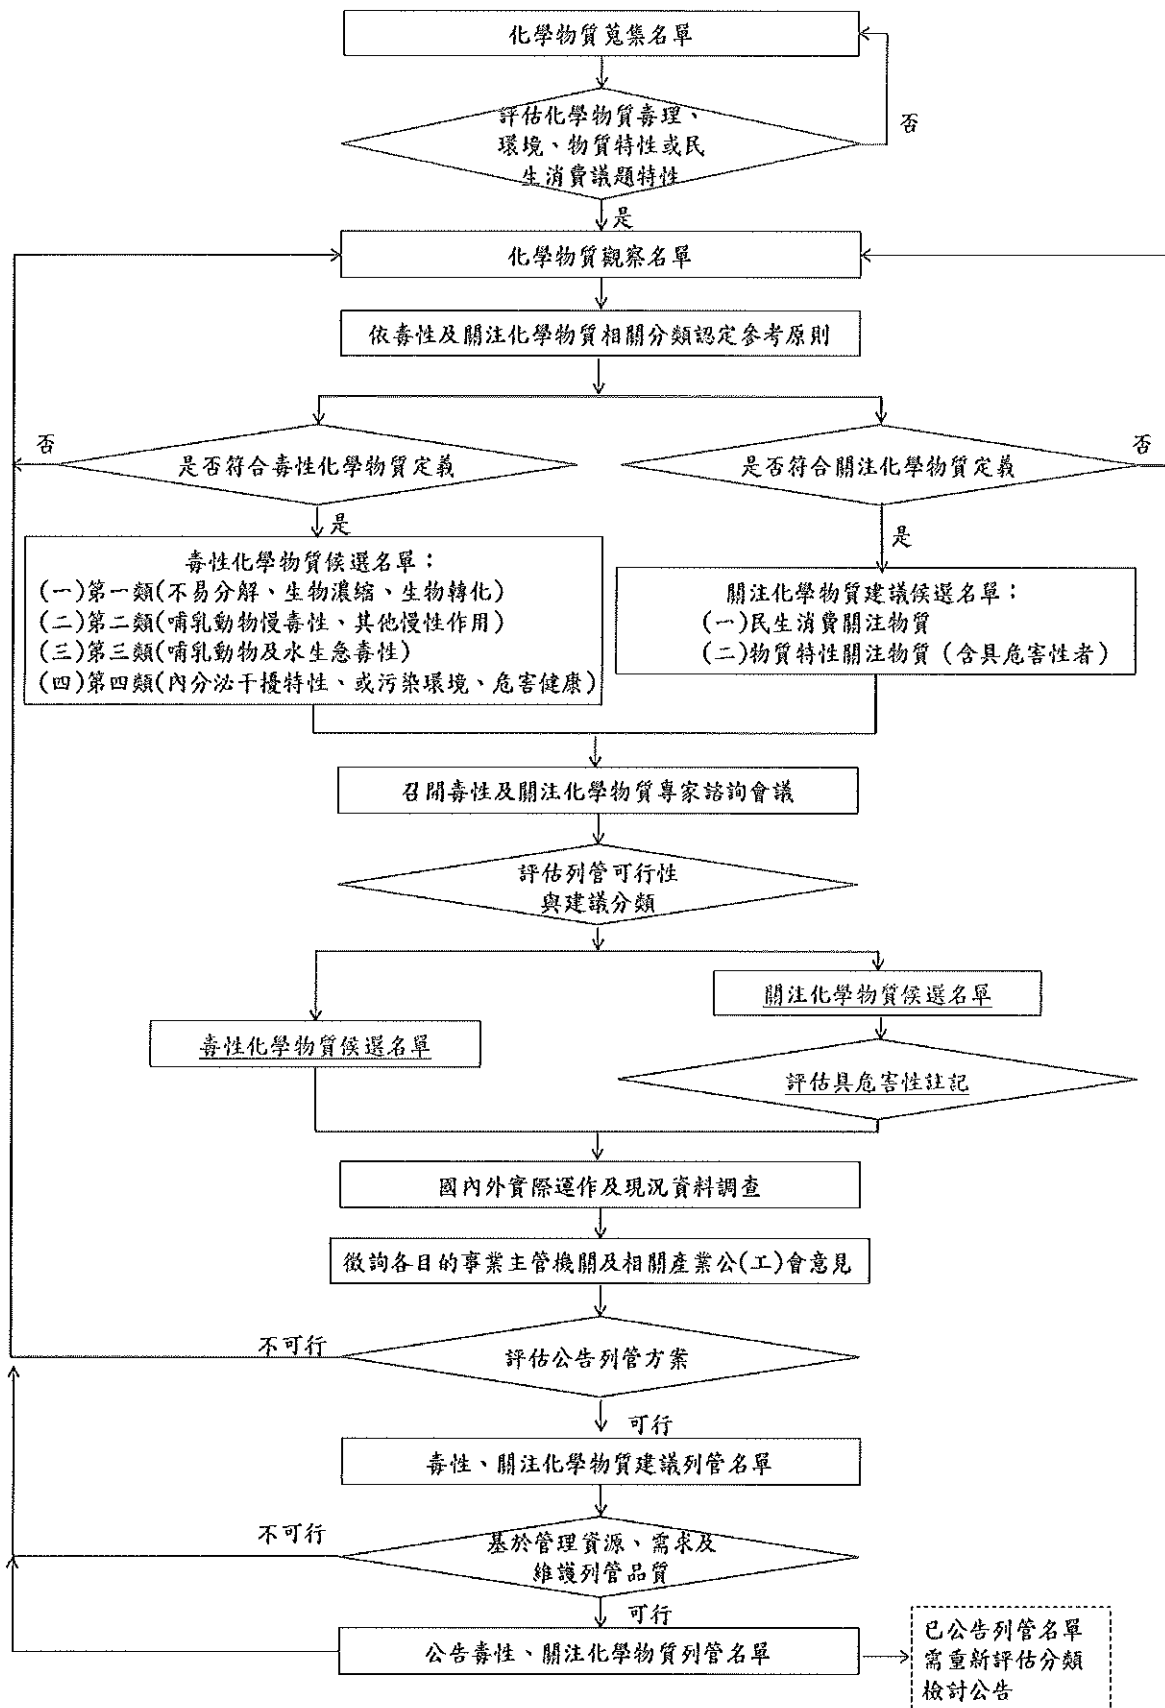 化學物質蒐集名單
評估化學物質毒理、
環境、物質特性或民
生消費議題特性
否
是
化學物質觀察名單
依毒性及關注化學物質相關分類認定參考原則
否
是否符合毒性化學物質定義
是否符合關注化學物質定義
否
是
是
毒性化學物質候選名單：
(一)第一類(不易分解、生物濃縮、生物轉化)
(二)第二類(哺乳動物慢毒性、其他慢性作用)
(三)第三類(哺乳動物及水生急毒性)
(四)第四類(內分泌干擾特性、或污染環境、危害健康)
關注化學物質建議候選名單：
(一)民生消費關注物質
(二)物質特性關注物質（含具危害性者）
召開毒性及關注化學物質專家諮詢會議
評估列管可行性
與建議分類
關注化學物質候選名單
毒性化學物質候選名單
評估具危害性註記
國內外實際運作及現況資料調查
徵詢各目的事業主管機關及相關產業公(工)會意見
不可行
評估公告列管方案
可行
毒性、關注化學物質建議列管名單
不可行
基於管理資源、需求及
維護列管品質
可行
公告毒性、關注化學物質列管名單
已公告列管名單
需重新評估分類
檢討公告